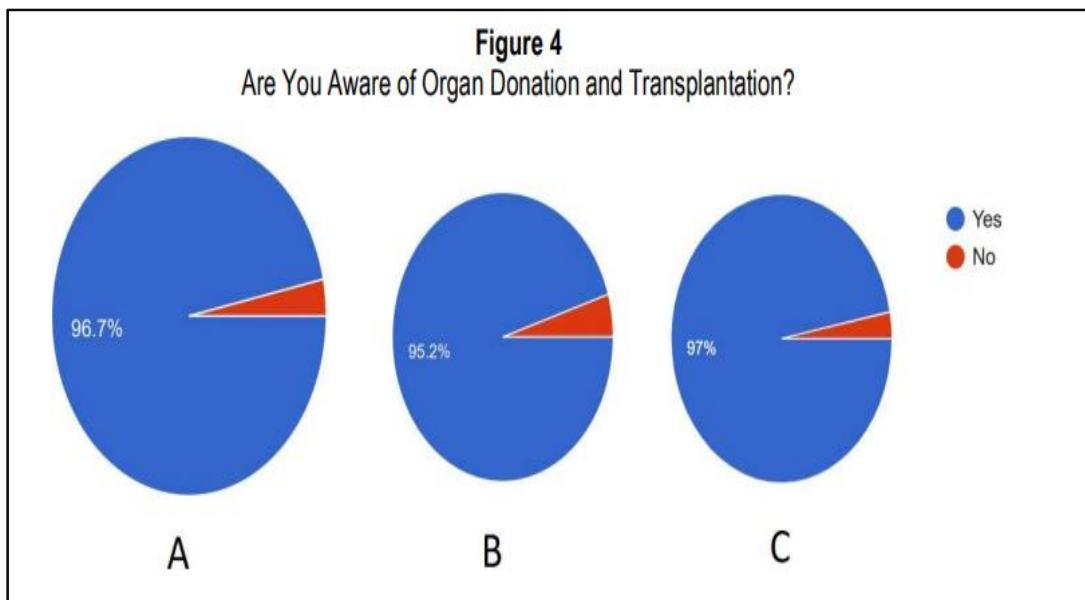 Figure 4
Are You Aware of Organ Donation and Transplantation?
Yes
No
96.7%
95.2%
97%
A
B
C